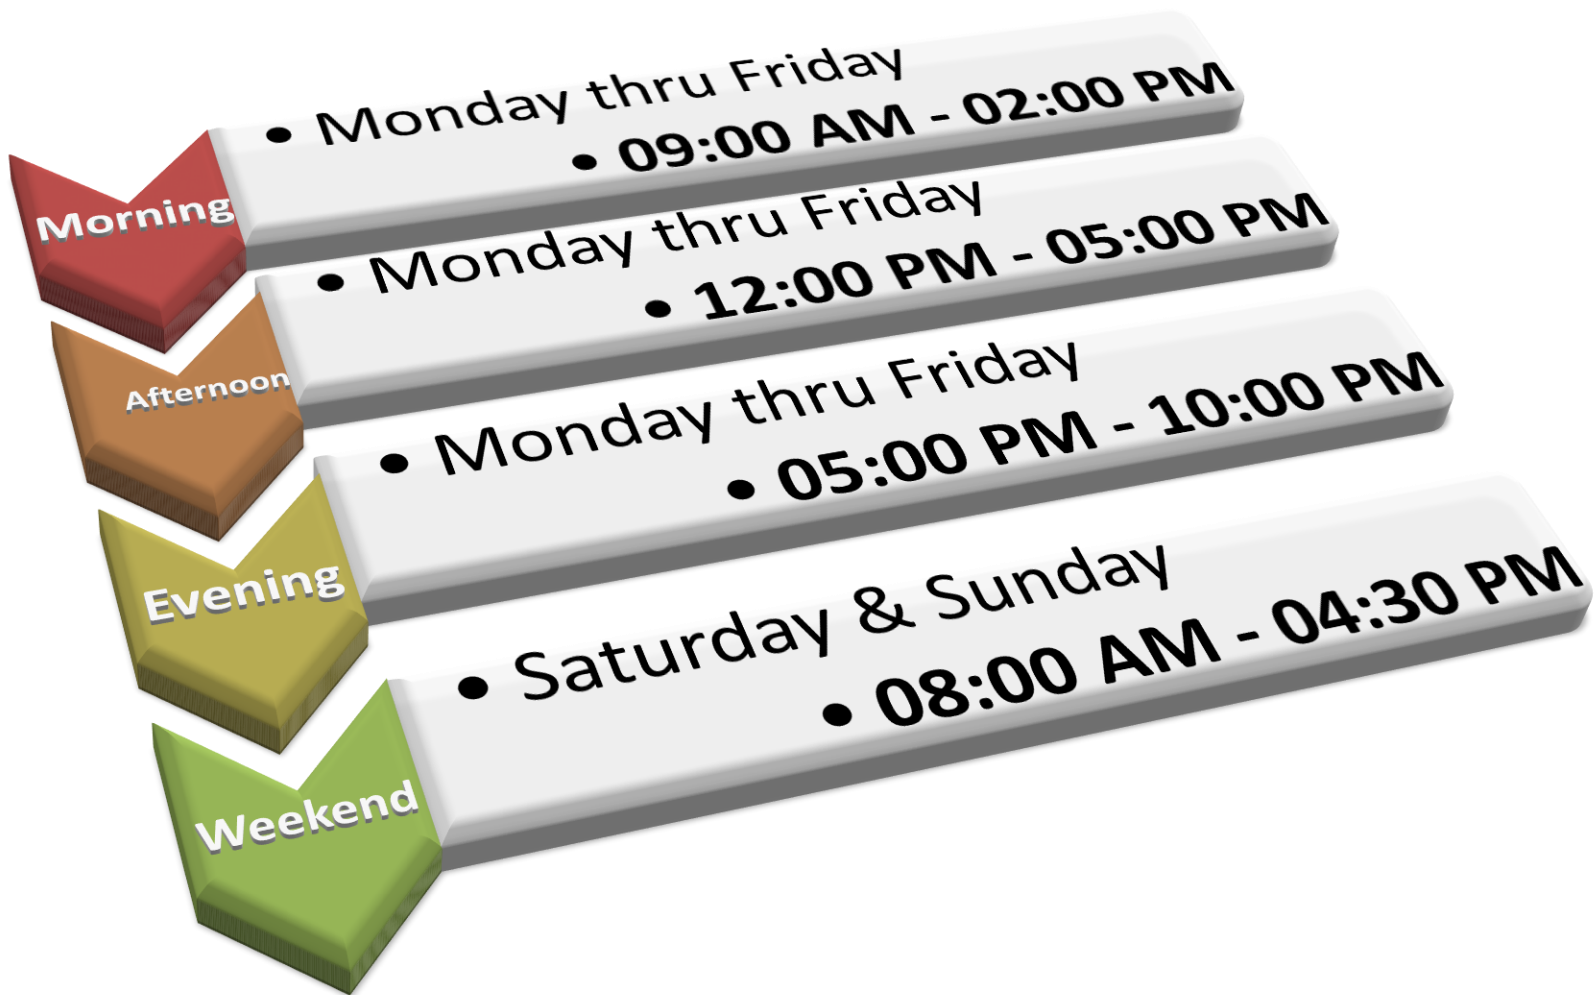 Morning
• Monday thru Friday
• 09:00 AM - 02:00 PM
Afternoon
• Monday thru Friday
• 12:00 PM - 05:00 PM
Evening
• Monday thru Friday
• 05:00 PM - 10:00 PM
Weekend
• Saturday & Sunday
• 08:00 AM - 04:30 PM